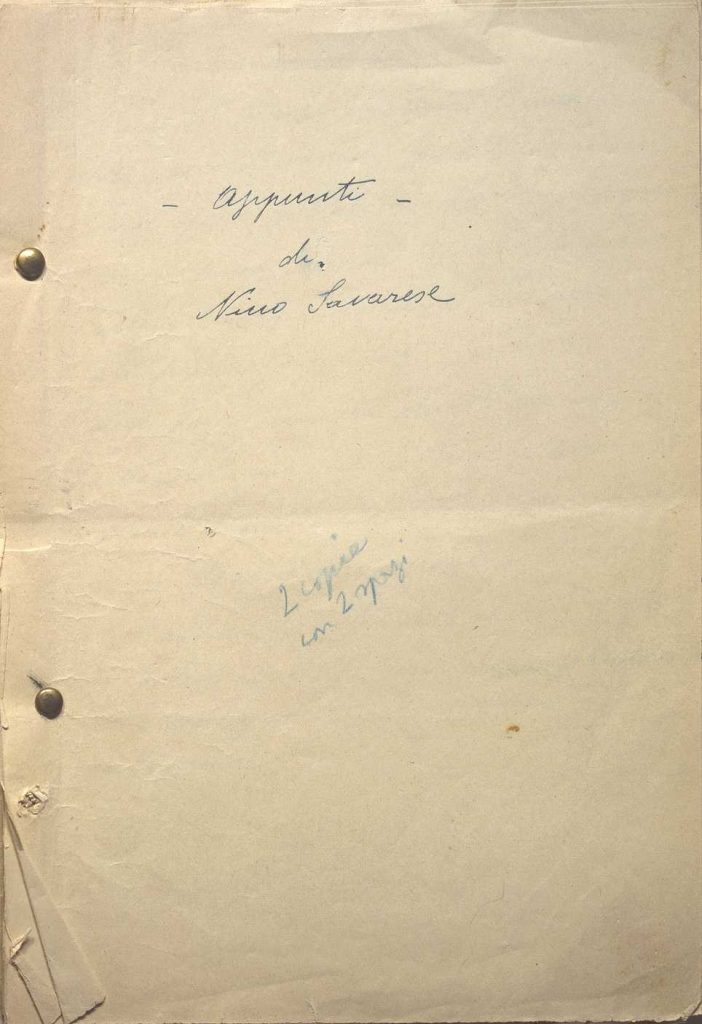 - Appunti -
di
Nino Savarese
2 copie
con 2 spazi